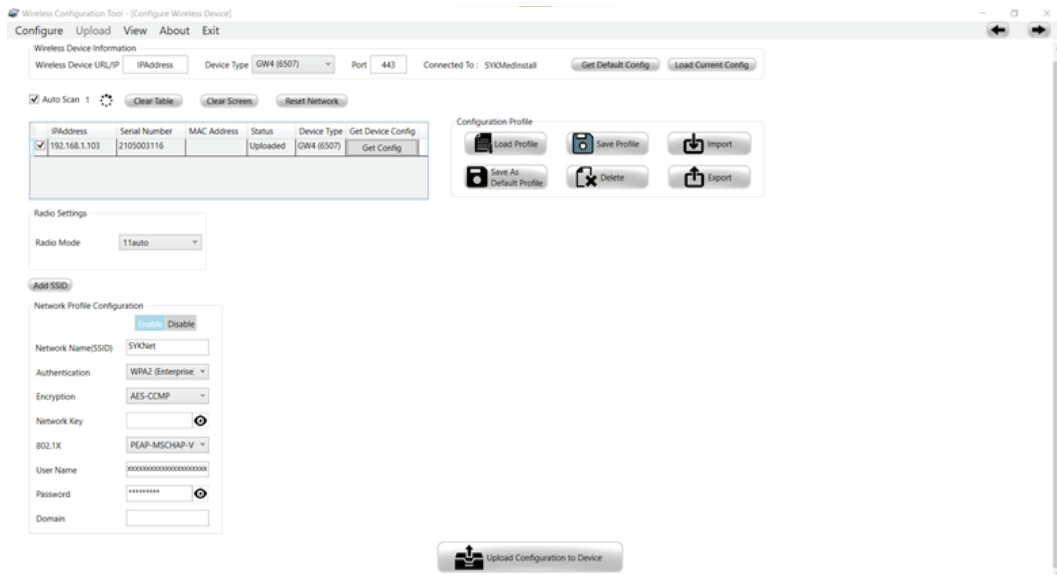 Wireless Configuration Tool - [Configure Wireless Device]
Configure Upload View About Exit
Wireless Device Information
Wireless Device URL/IP IPAddress Device Type GW4 (6507) Port 443 Connected To : SYKMedInstall Get Default Config Load Current Config
Auto Scan 1 Clear Table Clear Screen Reset Network
IPAddress Serial Number MAC Address Status Device Type Get Device Config
192.168.1.103 2105003116 Uploaded GW4 (6507) Get Config
Configuration Profile
Load Profile Save Profile Import
Save As
Default Profile Delete Export
Radio Settings
Radio Mode 11auto
Add SSID
Network Profile Configuration
Enable Disable
Network Name(SSID) SYKNet
Authentication WPA2 (Enterprise
Encryption AES-CCMP
Network Key
802.1X PEAP-MSCHAP-V
User Name xxxxxxxxxxxxxxxxxxxxxxx
Password *********
Domain
Upload Configuration to Device